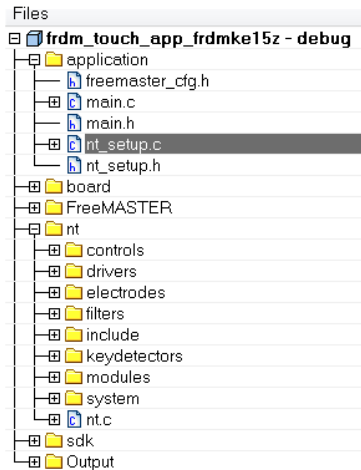 Files
frdm_touch_app_frdmke15z - debug
application
freemaster_cfg.h
main.c
main.h
nt_setup.c
nt_setup.h
board
FreeMASTER
nt
controls
drivers
electrodes
filters
include
keydetectors
modules
system
nt.c
sdk
Output